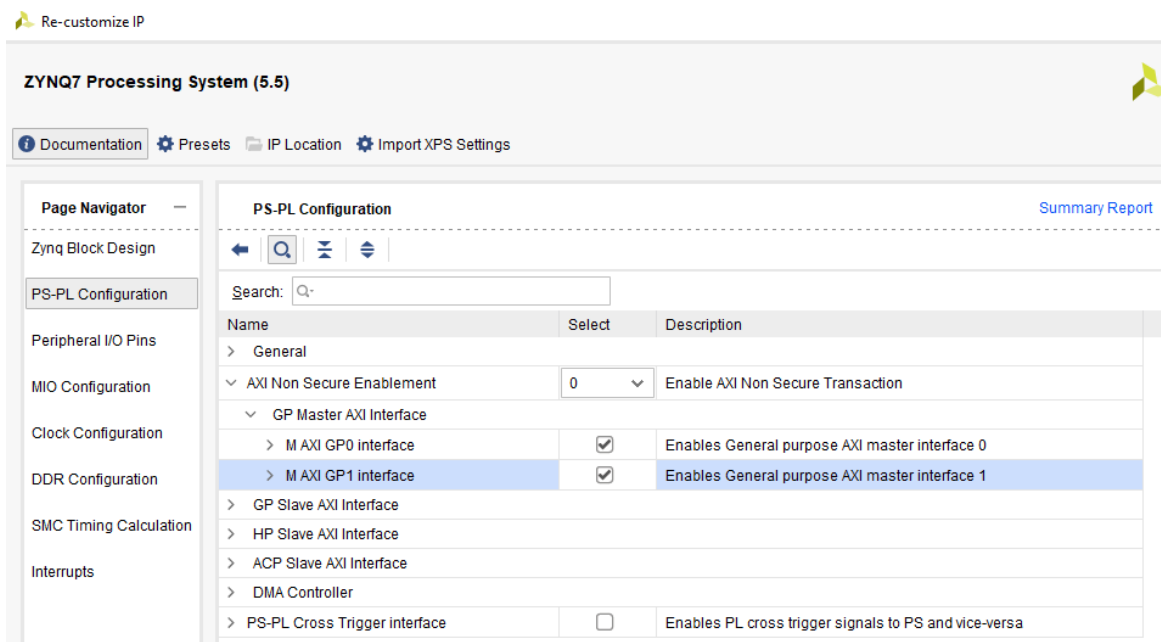 Re-customize IP
ZYNQ7 Processing System (5.5)
Documentation Presets IP Location Import XPS Settings
Page Navigator
Zynq Block Design
PS-PL Configuration
Peripheral I/O Pins
MIO Configuration
Clock Configuration
DDR Configuration
SMC Timing Calculation
Interrupts
PS-PL Configuration Summary Report
Search:
Name Select Description
General
AXI Non Secure Enablement 0 Enable AXI Non Secure Transaction
GP Master AXI Interface
M AXI GP0 interface Enables General purpose AXI master interface 0
M AXI GP1 interface Enables General purpose AXI master interface 1
GP Slave AXI Interface
HP Slave AXI Interface
ACP Slave AXI Interface
DMA Controller
PS-PL Cross Trigger interface Enables PL cross trigger signals to PS and vice-versa